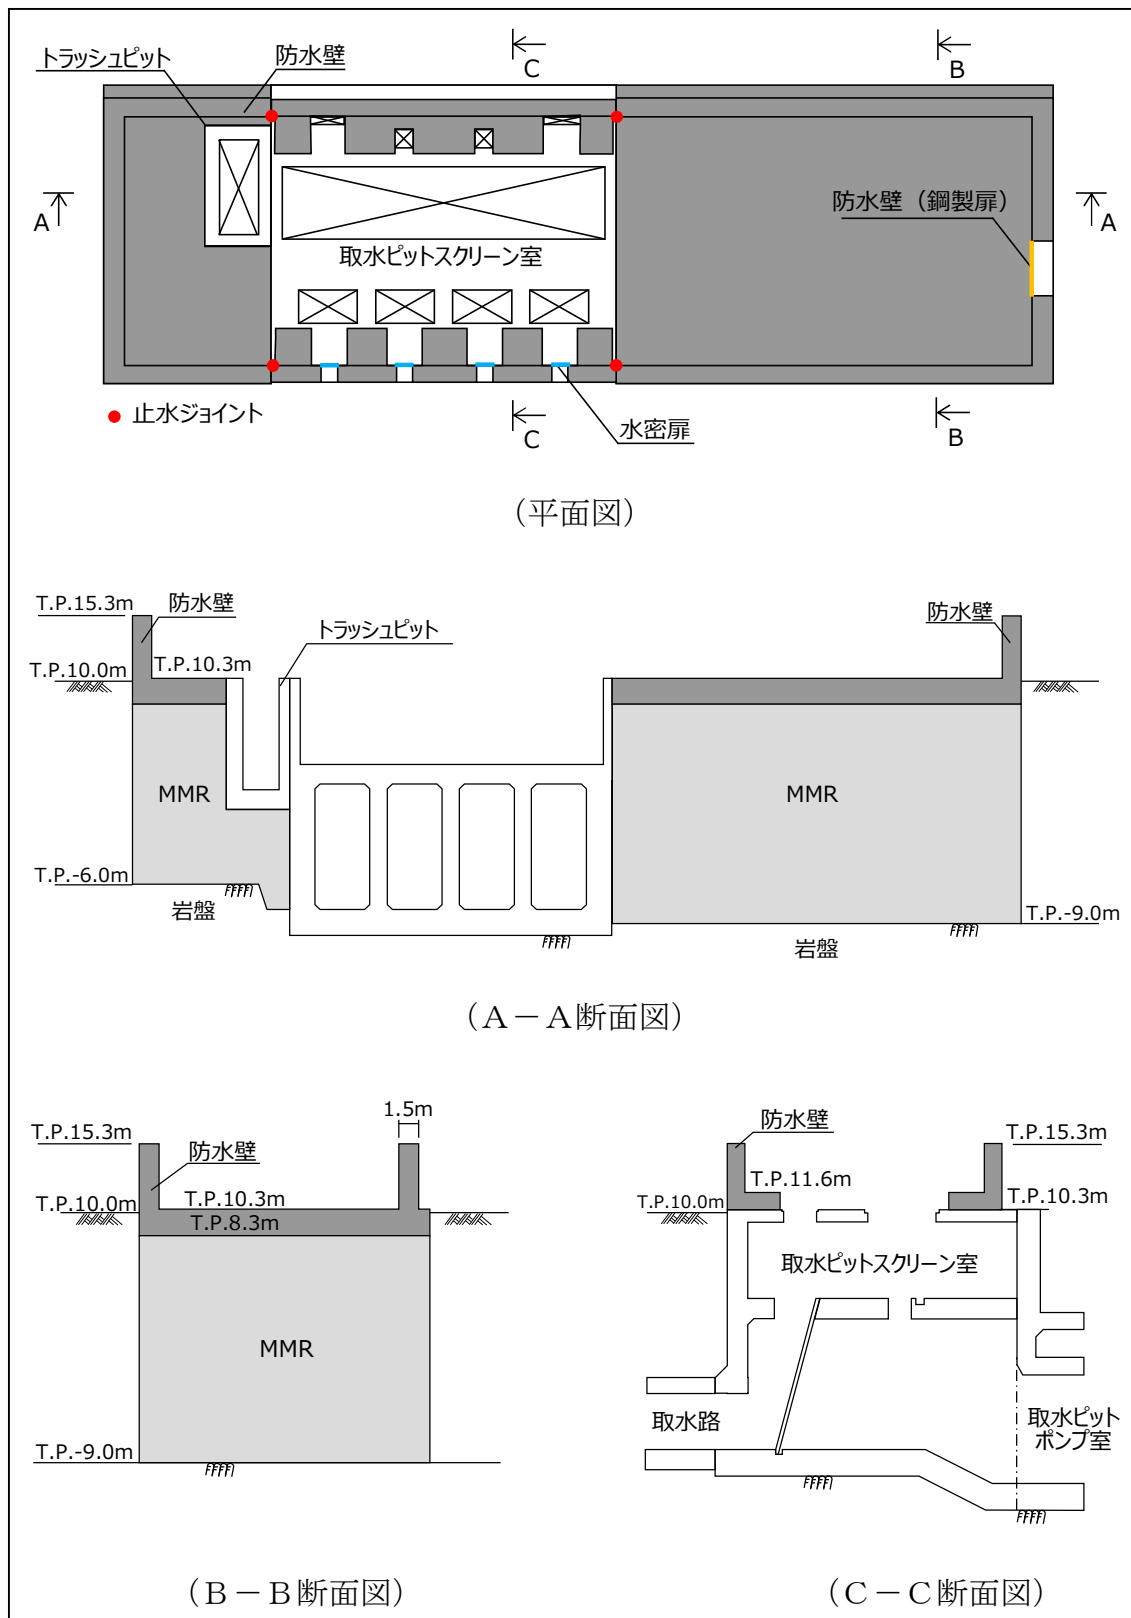 トラッシュピット
防水壁
C
B
A
防水壁（鋼製扉）
A
取水ピットスクリーン室
止水ジョイント
C
水密扉
B
（平面図）
T.P.15.3m
防水壁
トラッシュピット
防水壁
T.P.10.0m
T.P.10.3m
MMR
MMR
T.P.-6.0m
岩盤
T.P.-9.0m
岩盤
（A－A断面図）
1.5m
T.P.15.3m
防水壁
T.P.10.0m
T.P.10.3m
T.P.8.3m
MMR
T.P.-9.0m
（B－B断面図）
防水壁
T.P.15.3m
T.P.11.6m
T.P.10.0m
T.P.10.3m
取水ピットスクリーン室
取水路
取水ピット
ポンプ室
（C－C断面図）